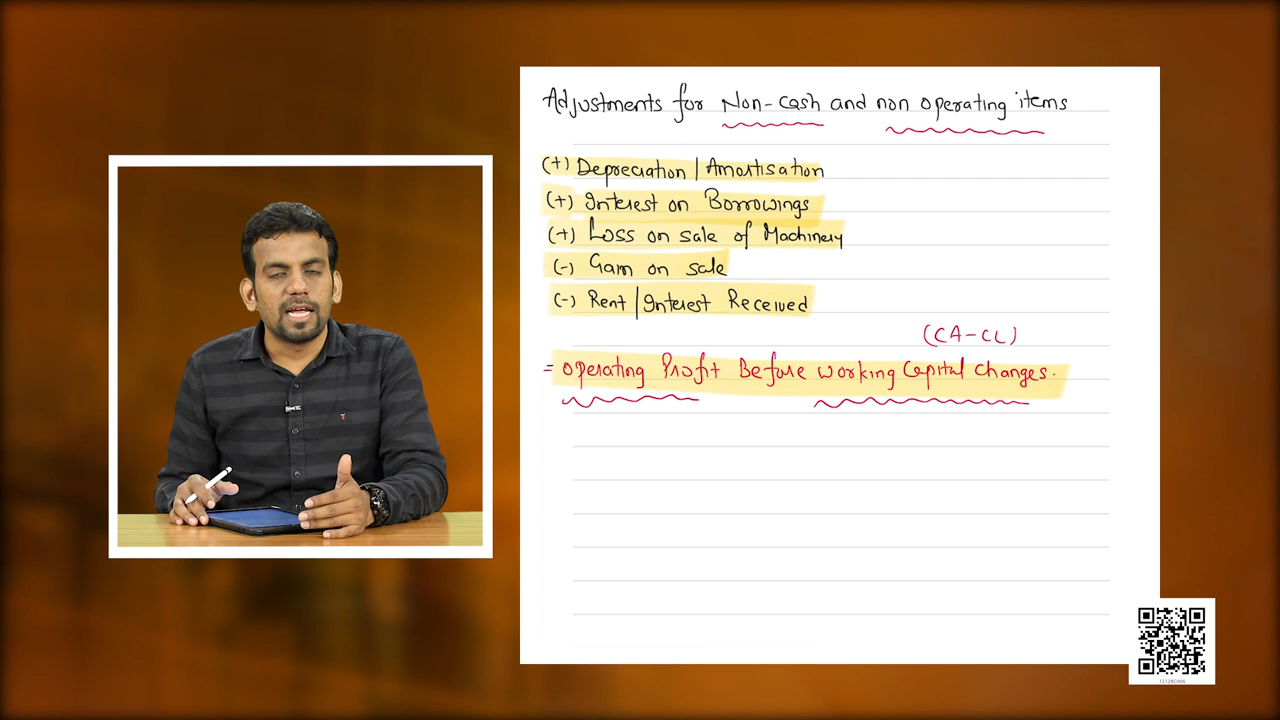 Adjustments for Non-cash and non operating items
(+) Depreciation | Amortisation
(+) Interest on Borrowings
(+) Loss on sale of Machinery
(-) Gain on sale
(-) Rent | Interest Received
(CA-CL)
= Operating Profit Before working Capital changes.